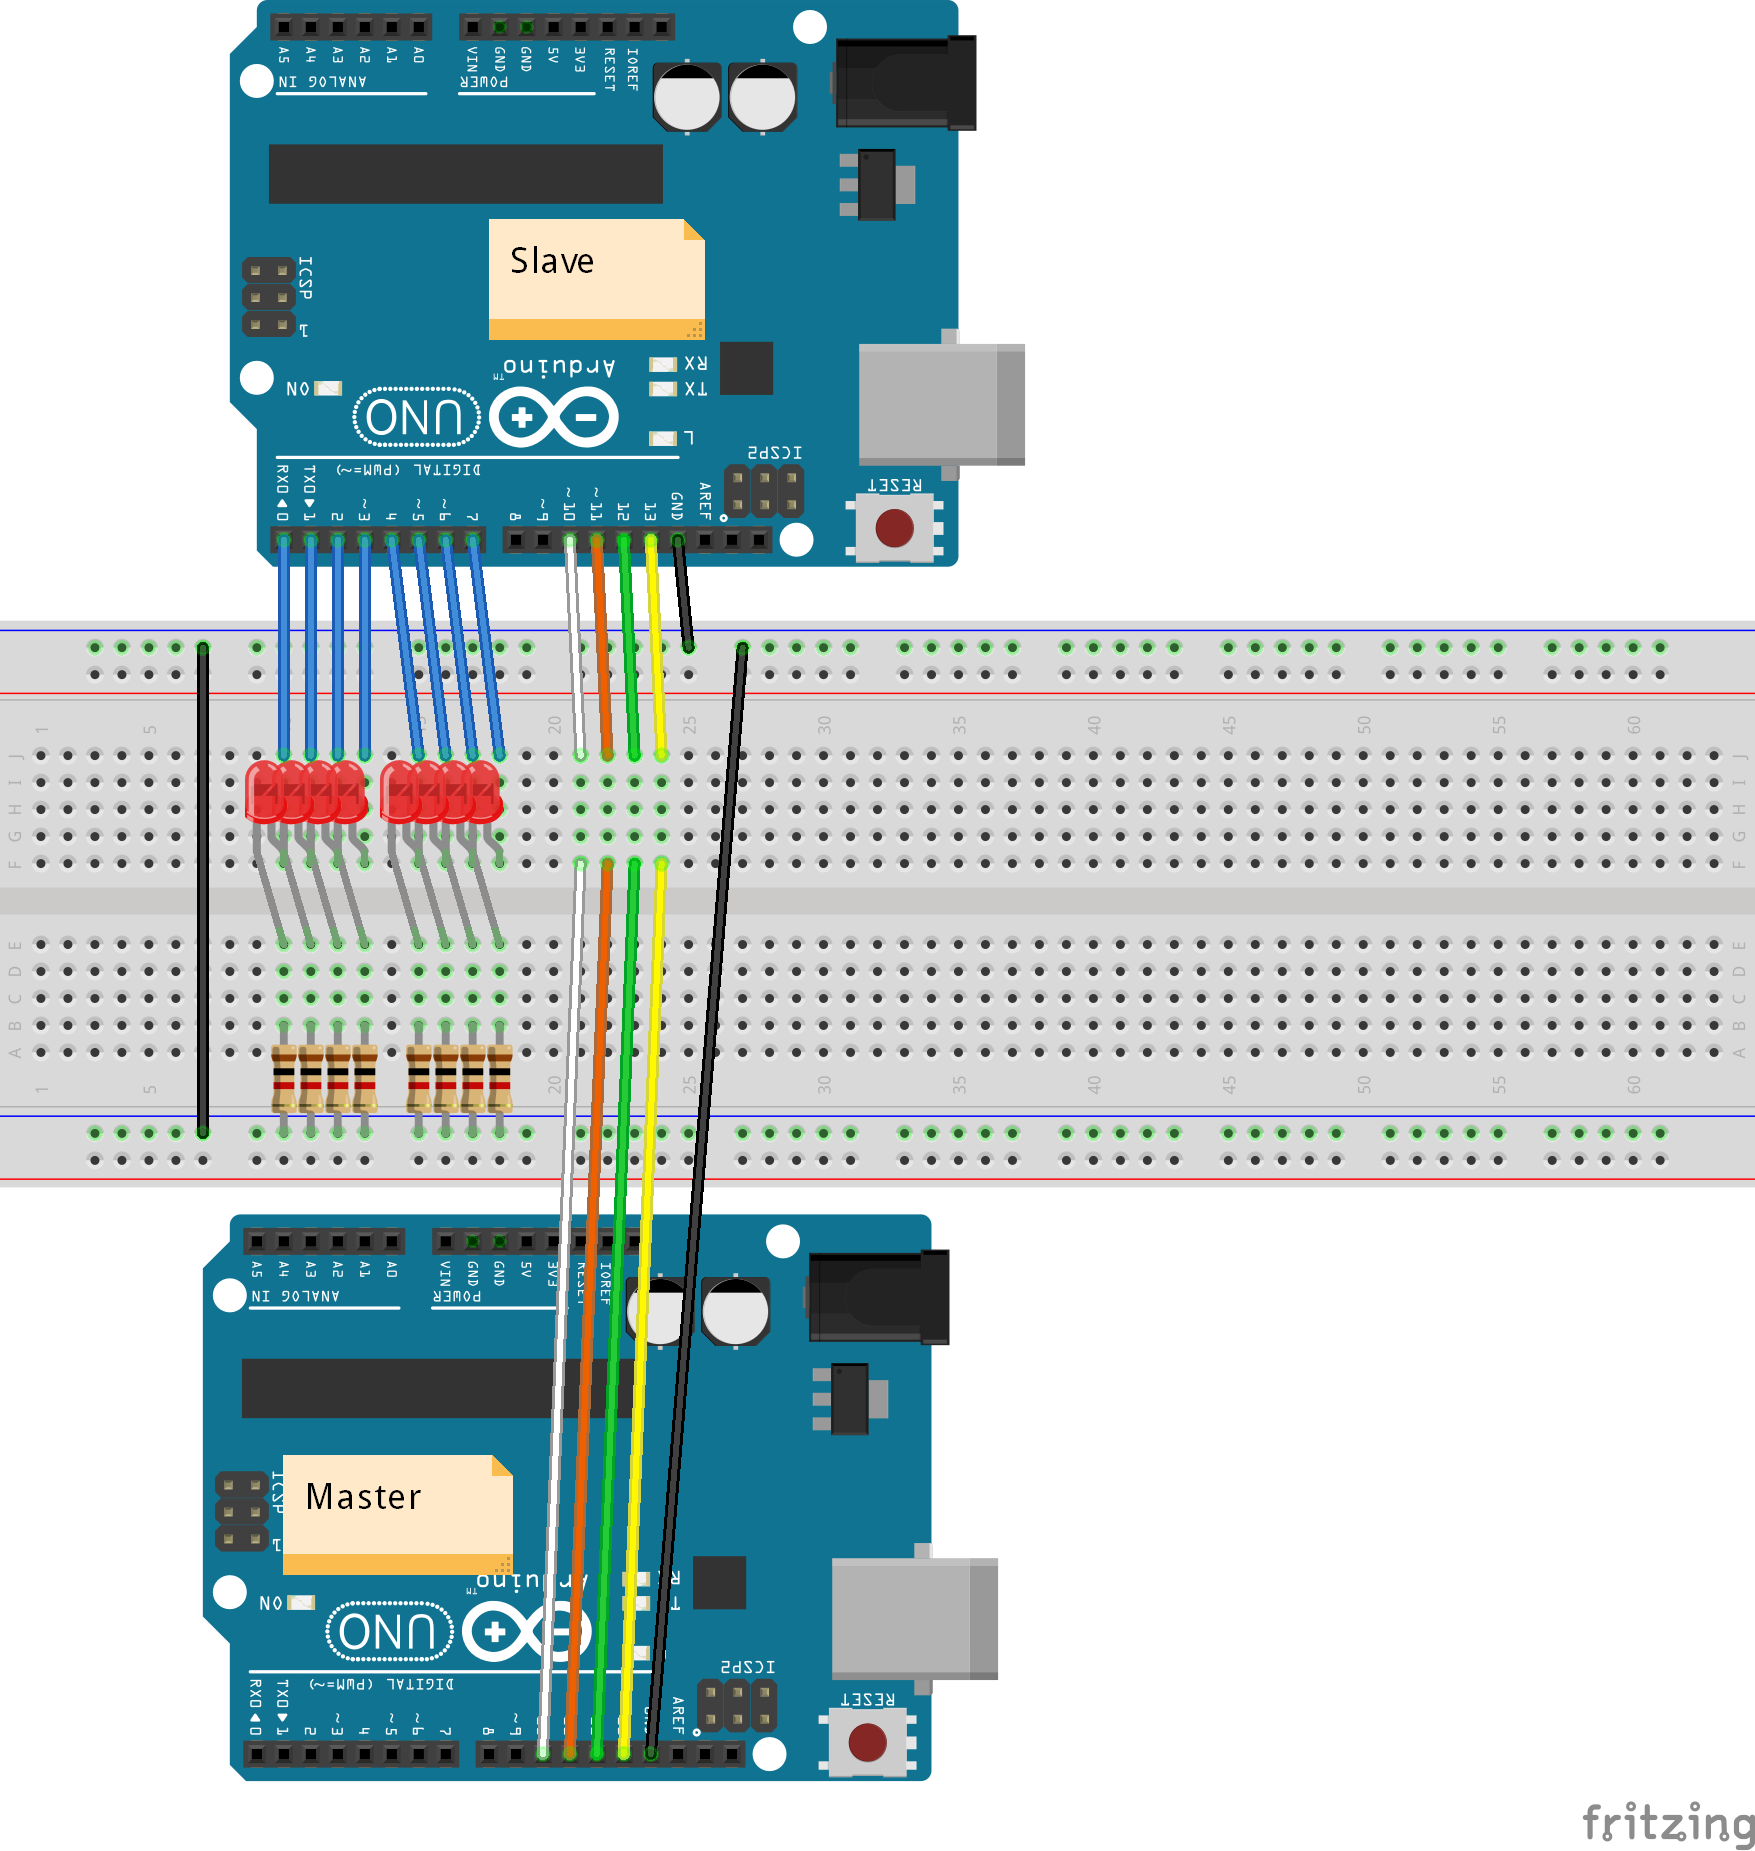 A5 A4 A3 A2 A1 A0
VIN GND GND 5V 3V3 RESET IOREF
ANALOG IN
POWER
Slave
ICSP
1
Arduino
TM
RX
TX
ON
UNO
L
ICSP2
DIGITAL (PWM=~)
RESET
RX0◀0 TX0▶1 2 ~3 4 ~5 ~6 7 8 ~9 ~10 ~11 12 13 GND AREF
1 5 20 25 30 35 40 45 50 55 60
J J
I I
H H
G G
F F
E E
D D
C C
B B
A A
1 5 20 25 30 35 40 45 50 55 60
A5 A4 A3 A2 A1 A0
VIN GND GND 5V 3V3 RESET IOREF
ANALOG IN
POWER
Master
ICSP
1
Arduino
TM
ON
UNO
ICSP2
DIGITAL (PWM=~)
RESET
RX0◀0 TX0▶1 2 ~3 4 ~5 ~6 7 8 ~9 AREF
fritzing